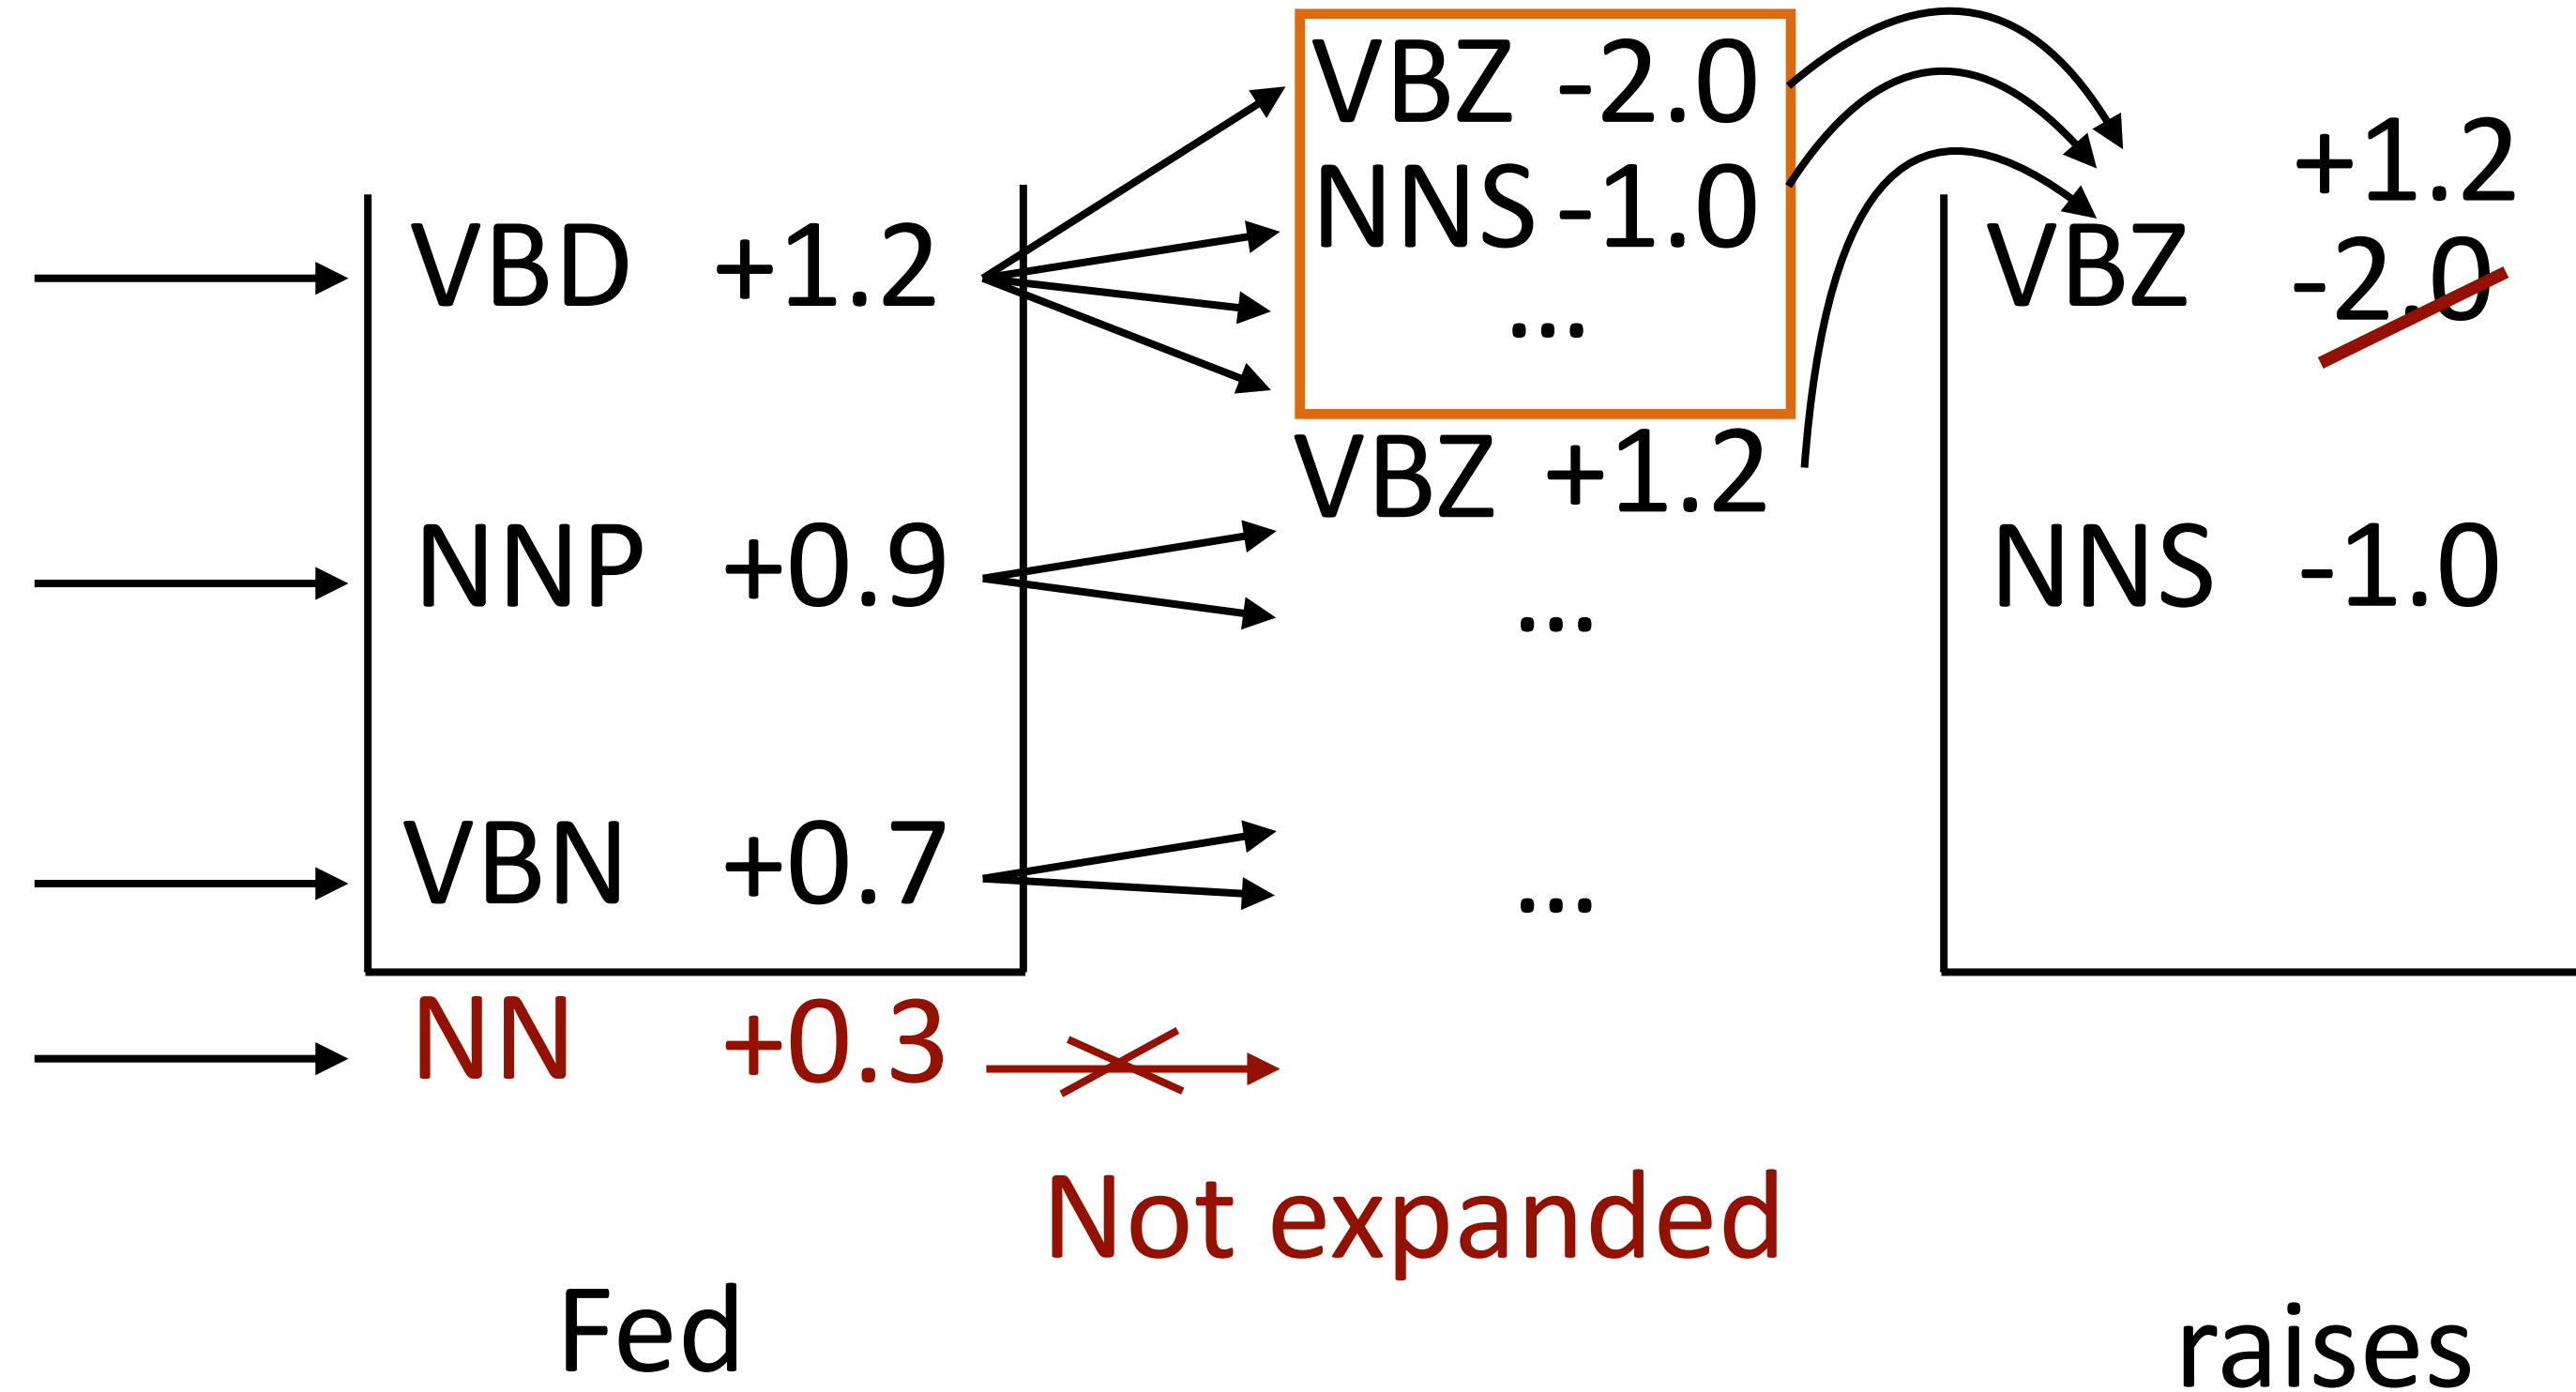 VBD +1.2
NNP +0.9
VBN +0.7
NN +0.3
Fed
VBZ -2.0
NNS -1.0
...
VBZ +1.2
...
...
Not expanded
+1.2
VBZ -2.0
NNS -1.0
raises